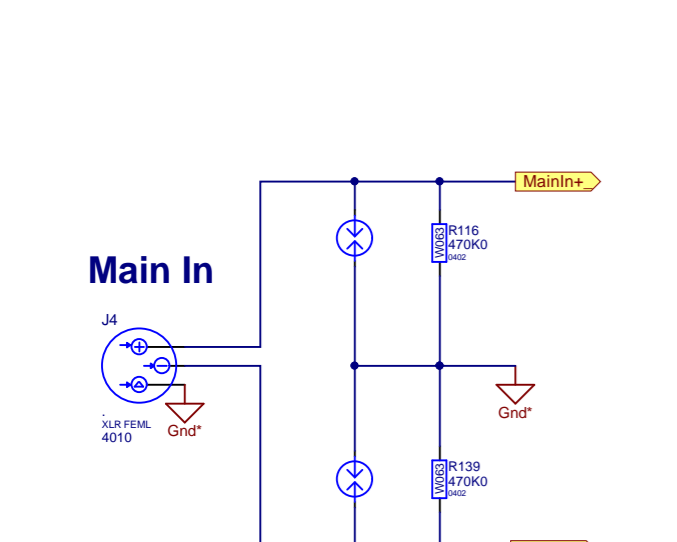 MainIn+_
W063
R116
470K0
0402
Main In
J4
.
XLR FEML
4010
Gnd*
Gnd*
W063
R139
470K0
0402